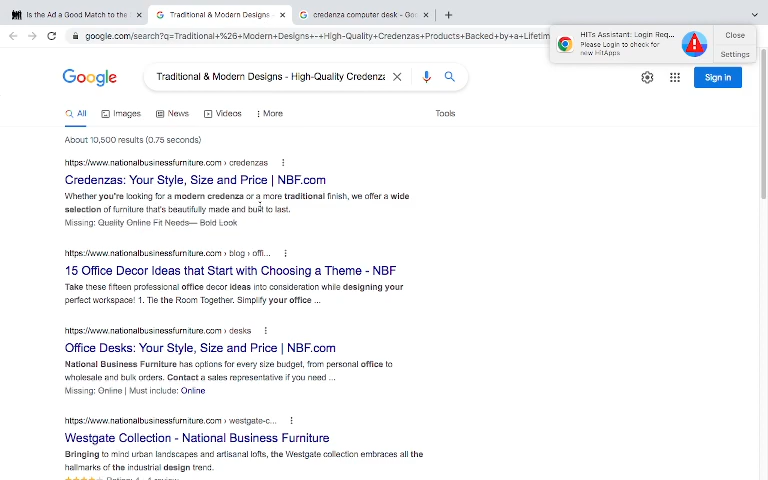 Is the Ad a Good Match to the
Traditional & Modern Designs -
credenza computer desk - Goo
google.com/search?q=Traditional+%26+Modern+Designs+-+High-Quality+Credenzas+Products+Backed+by+a+Lifetim
HITs Assistant: Login Req...
Please Login to check for
new HitApps
Close
Settings
Google
Traditional & Modern Designs - High-Quality Credenza
Sign in
All
Images
News
Videos
More
Tools
About 10,500 results (0.75 seconds)
https://www.nationalbusinessfurniture.com › credenzas
Credenzas: Your Style, Size and Price | NBF.com
Whether you're looking for a modern credenza or a more traditional finish, we offer a wide
selection of furniture that's beautifully made and built to last.
Missing: Quality Online Fit Needs— Bold Look
https://www.nationalbusinessfurniture.com › blog › offi...
15 Office Decor Ideas that Start with Choosing a Theme - NBF
Take these fifteen professional office decor ideas into consideration while designing your
perfect workspace! 1. Tie the Room Together. Simplify your office ...
https://www.nationalbusinessfurniture.com › desks
Office Desks: Your Style, Size and Price | NBF.com
National Business Furniture has options for every size budget, from personal office to
wholesale and bulk orders. Contact a sales representative if you need ...
Missing: Online | Must include: Online
https://www.nationalbusinessfurniture.com › westgate-c...
Westgate Collection - National Business Furniture
Bringing to mind urban landscapes and artisanal lofts, the Westgate collection embraces all the
hallmarks of the industrial design trend.
Rating: 4 · 1 review